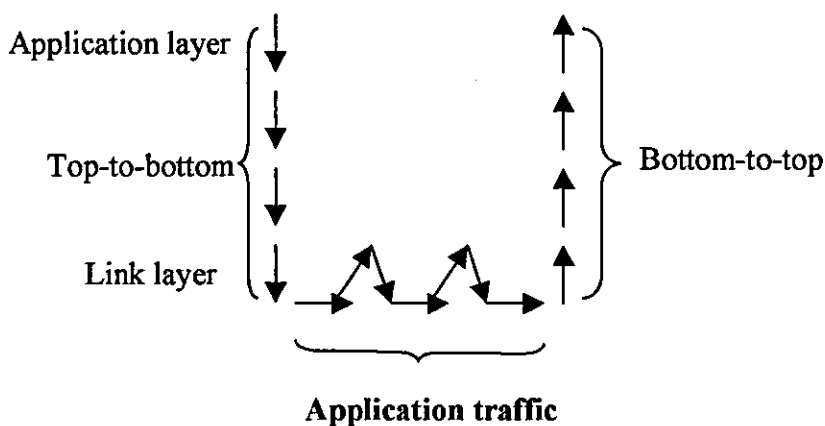 Application layer
Top-to-bottom
Bottom-to-top
Link layer
Application traffic